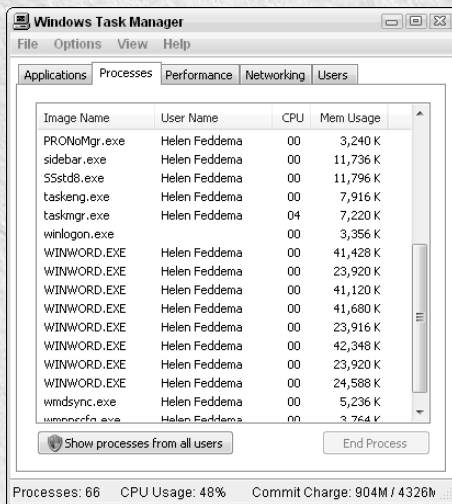 Windows Task Manager
File Options View Help
Applications Processes Performance Networking Users
Image Name User Name CPU Mem Usage
PRONoMgr.exe Helen Feddema 00 3,240 K
sidebar.exe Helen Feddema 00 11,736 K
SSstd8.exe Helen Feddema 00 11,796 K
taskeng.exe Helen Feddema 00 7,916 K
taskmgr.exe Helen Feddema 04 7,220 K
winlogon.exe 00 3,356 K
WINWORD.EXE Helen Feddema 00 41,428 K
WINWORD.EXE Helen Feddema 00 23,920 K
WINWORD.EXE Helen Feddema 00 41,120 K
WINWORD.EXE Helen Feddema 00 41,680 K
WINWORD.EXE Helen Feddema 00 23,916 K
WINWORD.EXE Helen Feddema 00 42,348 K
WINWORD.EXE Helen Feddema 00 23,920 K
WINWORD.EXE Helen Feddema 00 24,588 K
wmdsync.exe Helen Feddema 00 5,236 K
wmpnscfg.exe Helen Feddema 00 3,764 K
Show processes from all users End Process
Processes: 66 CPU Usage: 48% Commit Charge: 904M / 4326M